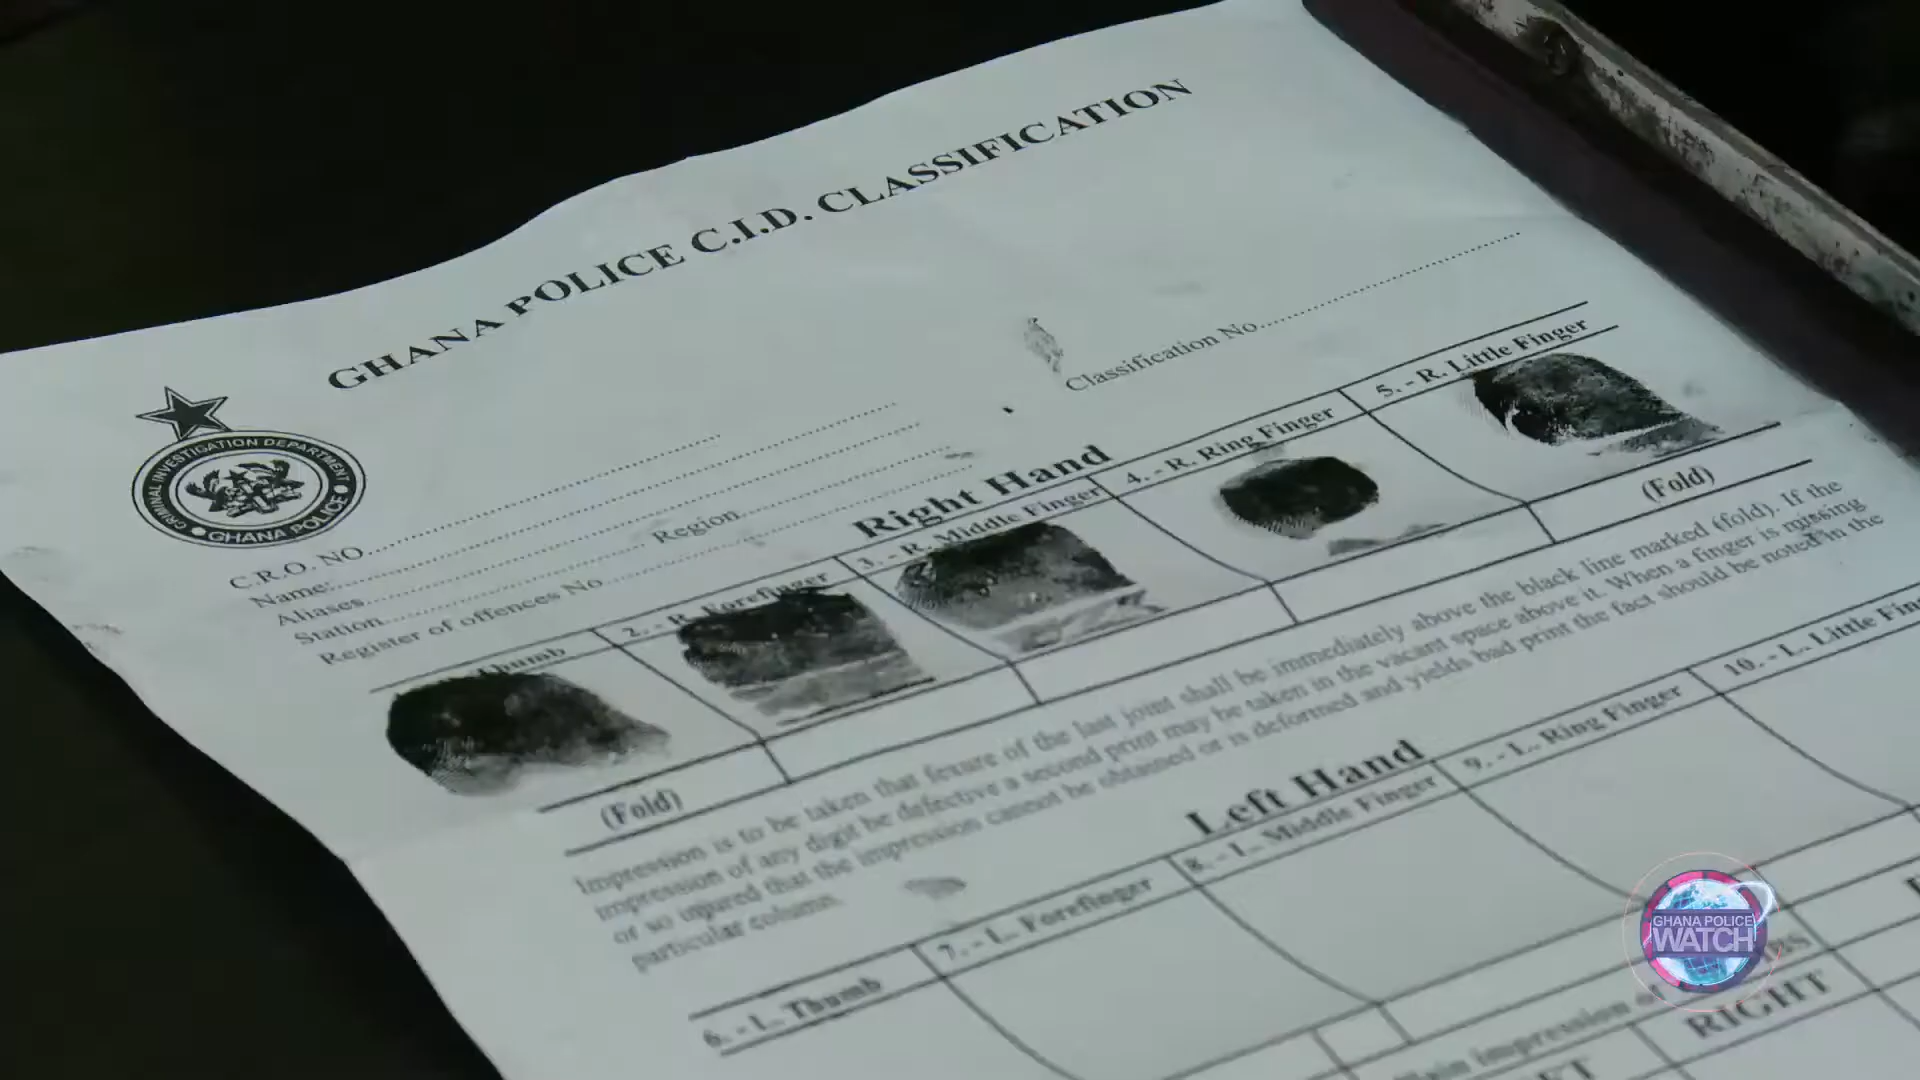 GHANA POLICE C.I.D. CLASSIFICATION
CRIMINAL INVESTIGATION DEPARTMENT
GHANA POLICE
C.R.O. NO
Name:
Aliases
Station Region
Register of offences No
Classification No
Right Hand
Thumb
2. - R. Forefinger
3. - R. Middle Finger
4. - R. Ring Finger
5. - R. Little Finger
(Fold)
(Fold)
Impression is to be taken that fexure of the last joint shall be immediately above the black line marked (fold). If the
impression of any digit be defective a second print may be taken in the vacant space above it. When a finger is missing
of so injured that the impression cannot be obtained or is deformed and yields bad print the fact should be noted in the
particular column.
Left Hand
6. - L. Thumb
7. - L. Forefinger
8. - L. Middle Finger
9. - L. Ring Finger
10. - L. Little
impression
RIGHT
GHANA POLICE
WATCH